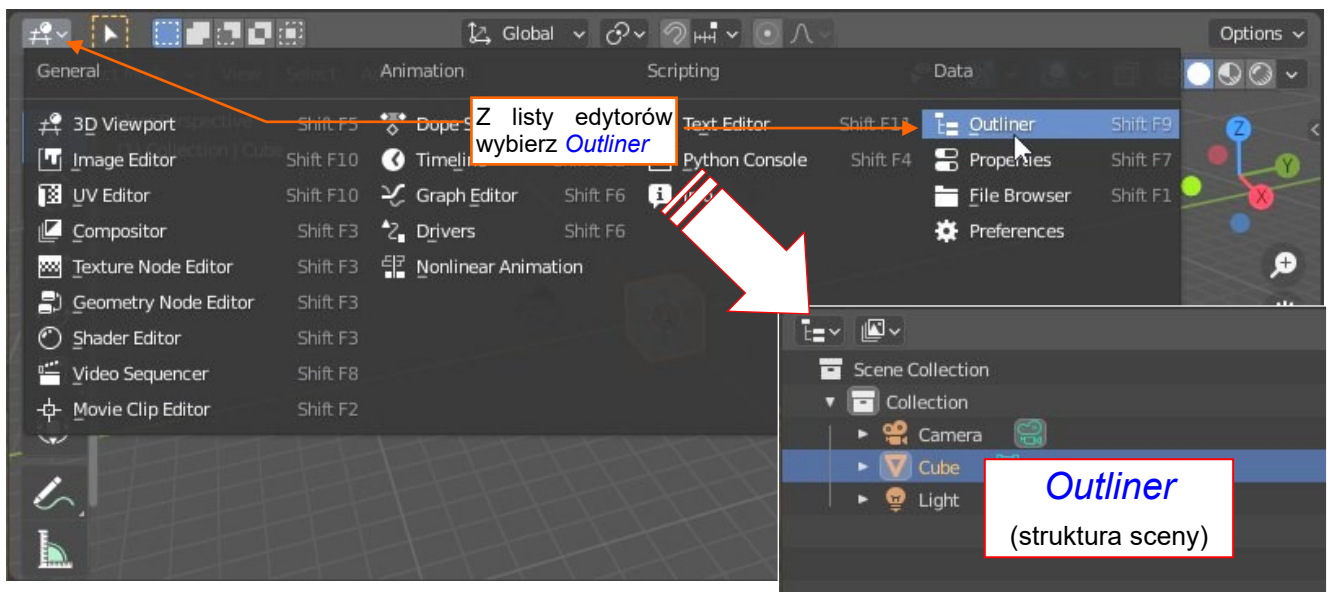 Global
Options
General
Animation
Scripting
Data
3D Viewport Shift F5
Image Editor Shift F10
UV Editor Shift F10
Compositor Shift F3
Texture Node Editor Shift F3
Geometry Node Editor Shift F3
Shader Editor Shift F3
Video Sequencer Shift F8
Movie Clip Editor Shift F2
Dope S
Timeline
Graph Editor Shift F6
Drivers Shift F6
Nonlinear Animation
Z listy edytorów
wybierz Outliner
Text Editor Shift F11
Python Console Shift F4
Outliner Shift F9
Properties Shift F7
File Browser Shift F1
Preferences
Z
Y
X
Scene Collection
Collection
Camera
Cube
Light
Outliner
(struktura sceny)